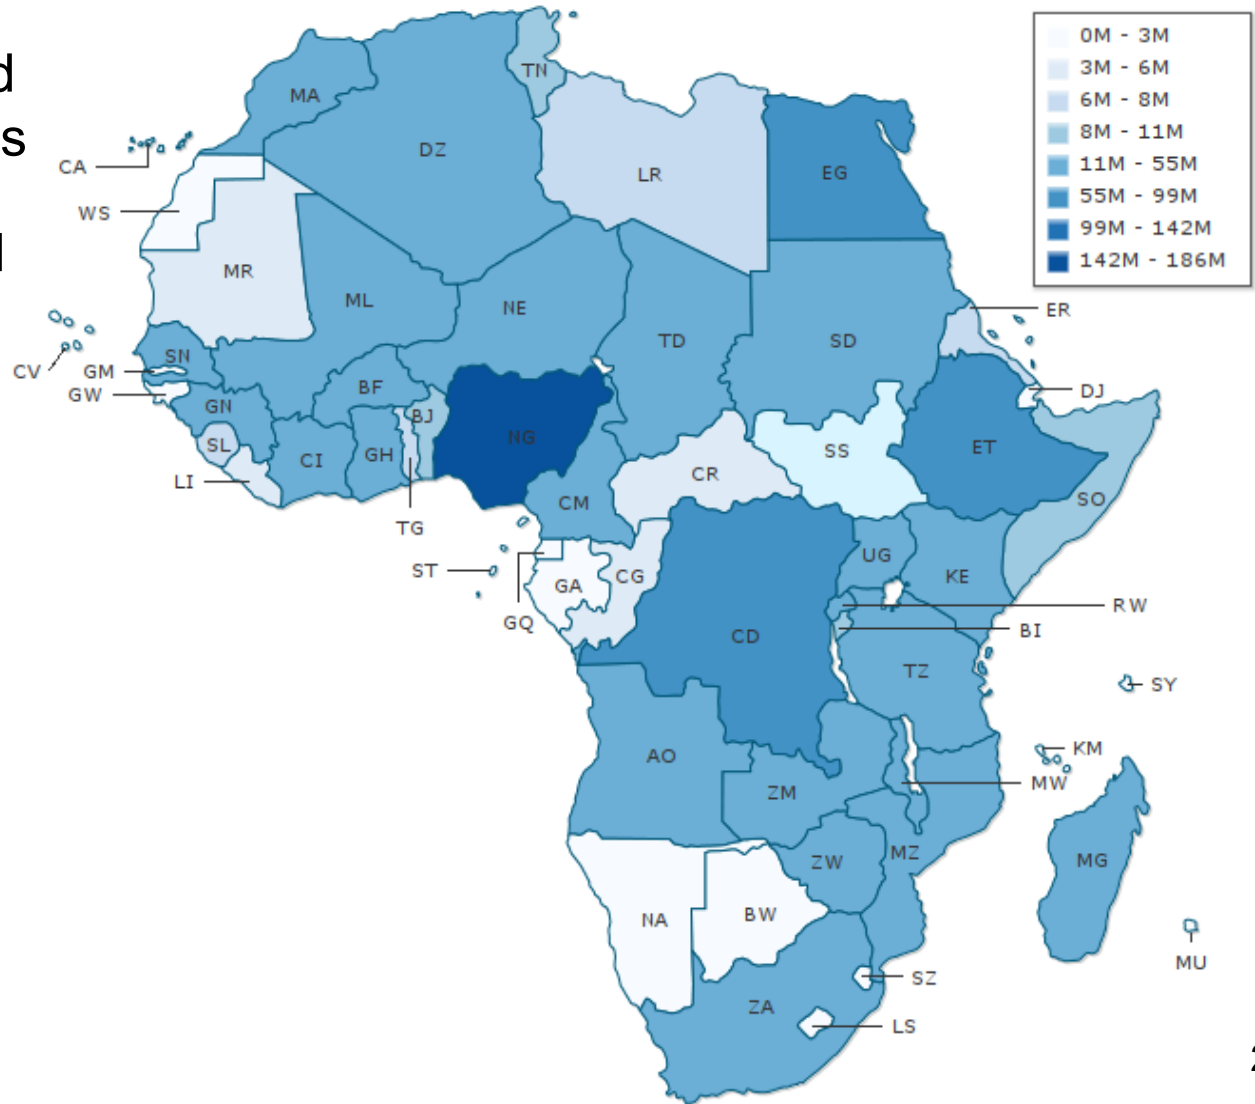 d
s
l
0M - 3M
3M - 6M
6M - 8M
8M - 11M
11M - 55M
55M - 99M
99M - 142M
142M - 186M
TN
MA
DZ
CA
LR
EG
WS
MR
ML
NE
ER
TD
SD
CV
GM
SN
GW
BF
DJ
GN
BJ
NG
SL
CI
GH
SS
ET
LI
CR
SO
TG
CM
ST
UG
GA
CG
KE
GQ
RW
CD
BI
TZ
SY
AO
KM
ZM
MW
ZW
MZ
MG
NA
BW
MU
SZ
ZA
LS